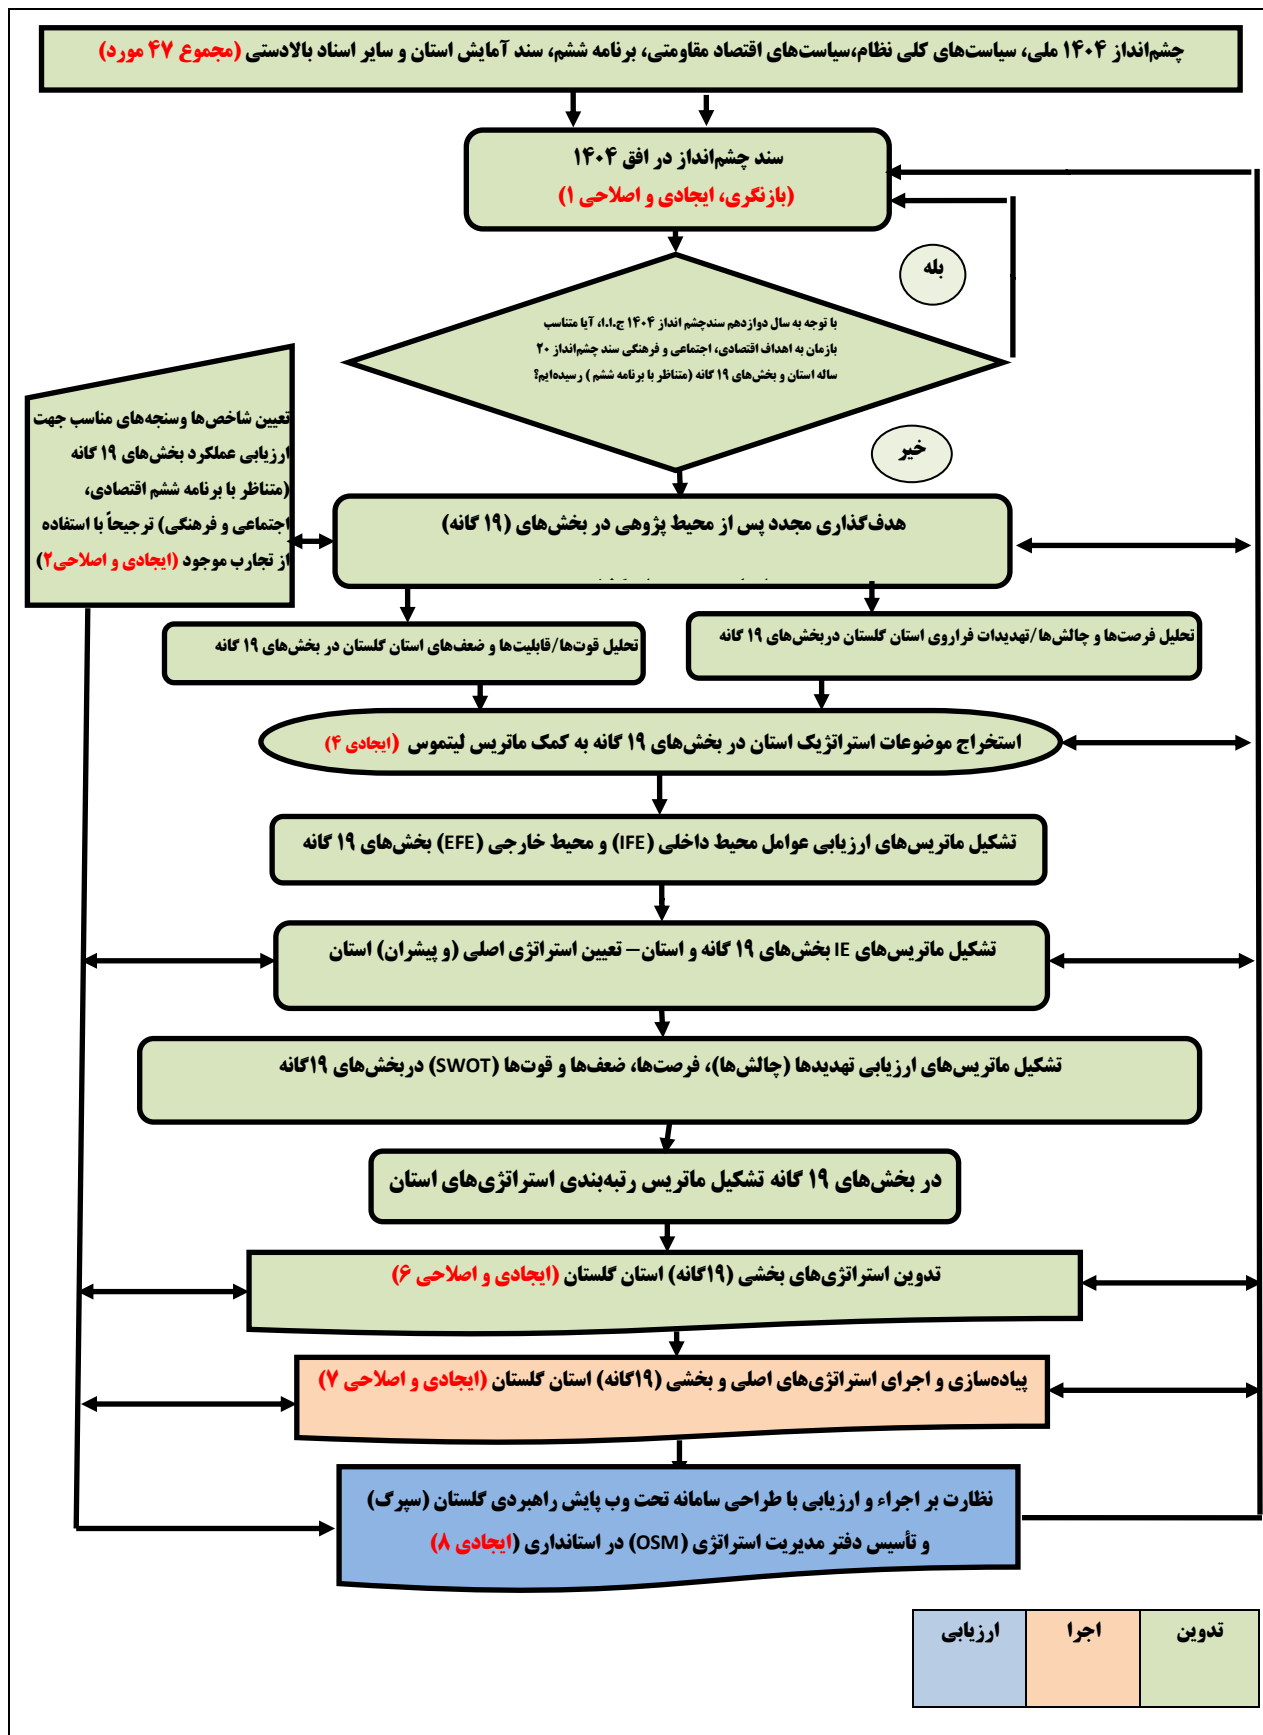 چشم‌انداز ۱۴۰۴ ملی، سیاست‌های کلی نظام،سیاست‌های اقتصاد مقاومتی، برنامه ششم، سند آمایش استان و سایر اسناد بالادستی (مجموع ۴۷ مورد)
سند چشم‌انداز در افق ۱۴۰۴
(بازنگری، ایجادی و اصلاحی ۱)
بله
با توجه به سال دوازدهم سندچشم انداز ۱۴۰۴ ج.ا.ا، آیا متناسب
بازمان به اهداف اقتصادی، اجتماعی و فرهنگی سند چشم‌انداز ۲۰
ساله استان و بخش‌های ۱۹ گانه (متناظر با برنامه ششم ) رسیده‌ایم؟
خیر
تعیین شاخص‌ها وسنجه‌های مناسب جهت
ارزیابی عملکرد بخش‌های ۱۹ گانه
(متناظر با برنامه ششم اقتصادی،
اجتماعی و فرهنگی) ترجیحاً با استفاده
از تجارب موجود (ایجادی و اصلاحی۲)
هدف‌گذاری مجدد پس از محیط پژوهی در بخش‌های (۱۹ گانه)
تحلیل فرصت‌ها و چالش‌ها/تهدیدات فراروی استان گلستان دربخش‌های ۱۹ گانه
تحلیل قوت‌ها/قابلیت‌ها و ضعف‌های استان گلستان در بخش‌های ۱۹ گانه
استخراج موضوعات استراتژیک استان در بخش‌های ۱۹ گانه به کمک ماتریس لیتموس (ایجادی ۴)
تشکیل ماتریس‌های ارزیابی عوامل محیط داخلی (IFE) و محیط خارجی (EFE) بخش‌های ۱۹ گانه
تشکیل ماتریس‌های IE بخش‌های ۱۹ گانه و استان– تعیین استراتژی اصلی (و پیشران) استان
تشکیل ماتریس‌های ارزیابی تهدیدها (چالش‌ها)، فرصت‌ها، ضعف‌ها و قوت‌ها (SWOT) دربخش‌های ۱۹گانه
در بخش‌های ۱۹ گانه تشکیل ماتریس رتبه‌بندی استراتژی‌های استان
تدوین استراتژی‌های بخشی (۱۹گانه) استان گلستان (ایجادی و اصلاحی ۶)
پیاده‌سازی و اجرای استراتژی‌های اصلی و بخشی (۱۹گانه) استان گلستان (ایجادی و اصلاحی ۷)
نظارت بر اجراء و ارزیابی با طراحی سامانه تحت وب پایش راهبردی گلستان (سپرگ)
و تأسیس دفتر مدیریت استراتژی (OSM) در استانداری (ایجادی ۸)
تدوین
اجرا
ارزیابی